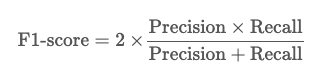 F1-score = 2 × Precision × Recall / Precision + Recall